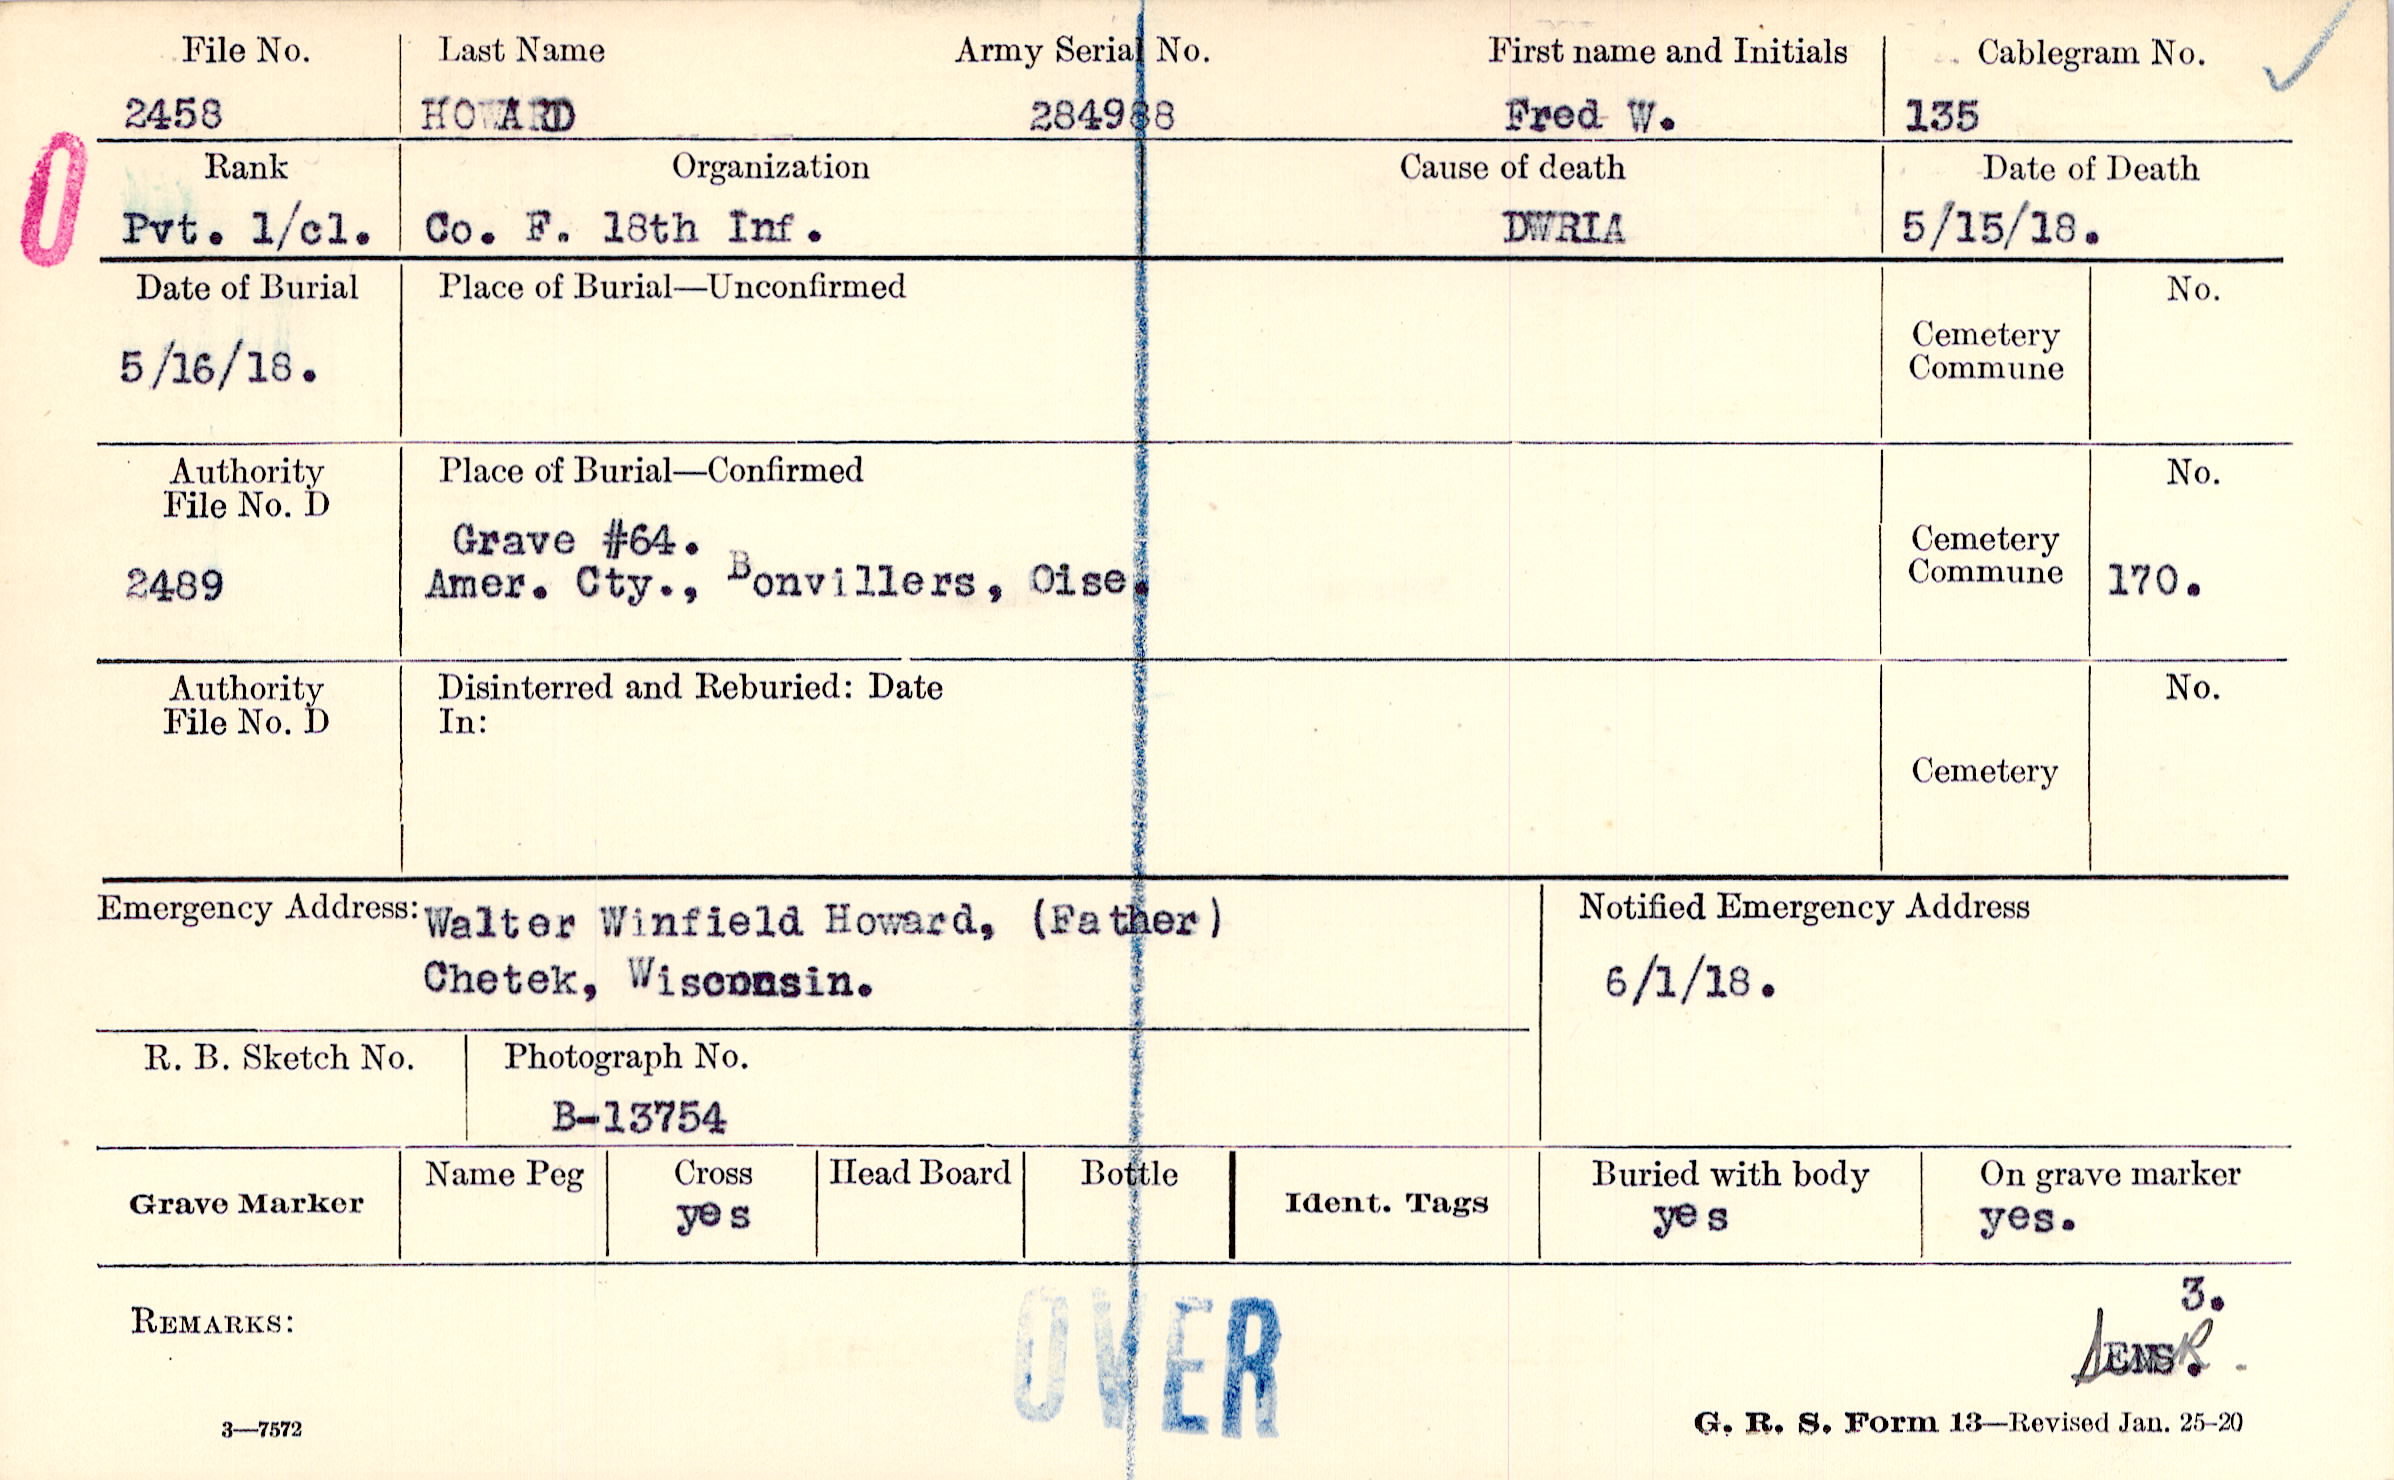 File No. Last Name Army Serial No. First name and Initials Cablegram No.
2458 HOWARD 284988 Fred W. 135
O
Rank Organization Cause of death Date of Death
Pvt. 1/cl. Co. F. 18th Inf. DWRIA 5/15/18.
Date of Burial Place of Burial—Unconfirmed No.
Cemetery
Commune
5/16/18.
Authority Place of Burial—Confirmed No.
File No. D
Grave #64. Cemetery
2489 Amer. Cty., Bonvillers, Oise. Commune 170.
Authority Disinterred and Reburied: Date No.
File No. D In:
Cemetery
Emergency Address: Walter Winfield Howard, (Father) Notified Emergency Address
Chetek, Wisconsin. 6/1/18.
R. B. Sketch No. Photograph No.
B-13754
Grave Marker Name Peg Cross Head Board Bottle Ident. Tags Buried with body On grave marker
yes yes yes.
3.
REMARKS: OVER
EMS.
3—7572 G. R. S. Form 13—Revised Jan. 25-20